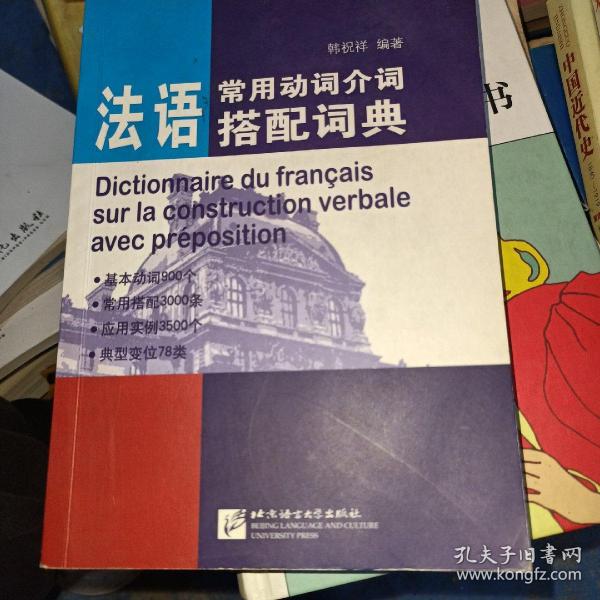 韩祝祥 编著
法语
常用动词介词
搭配词典
Dictionnaire du français
sur la construction verbale
avec préposition
• 基本动词900个
• 常用搭配3000条
• 应用实例3500个
• 典型变位78类
北京语言大学出版社
BEIJING LANGUAGE AND CULTURE
UNIVERSITY PRESS
书
中国近代史
孔夫子旧书网
www.kongfz.com